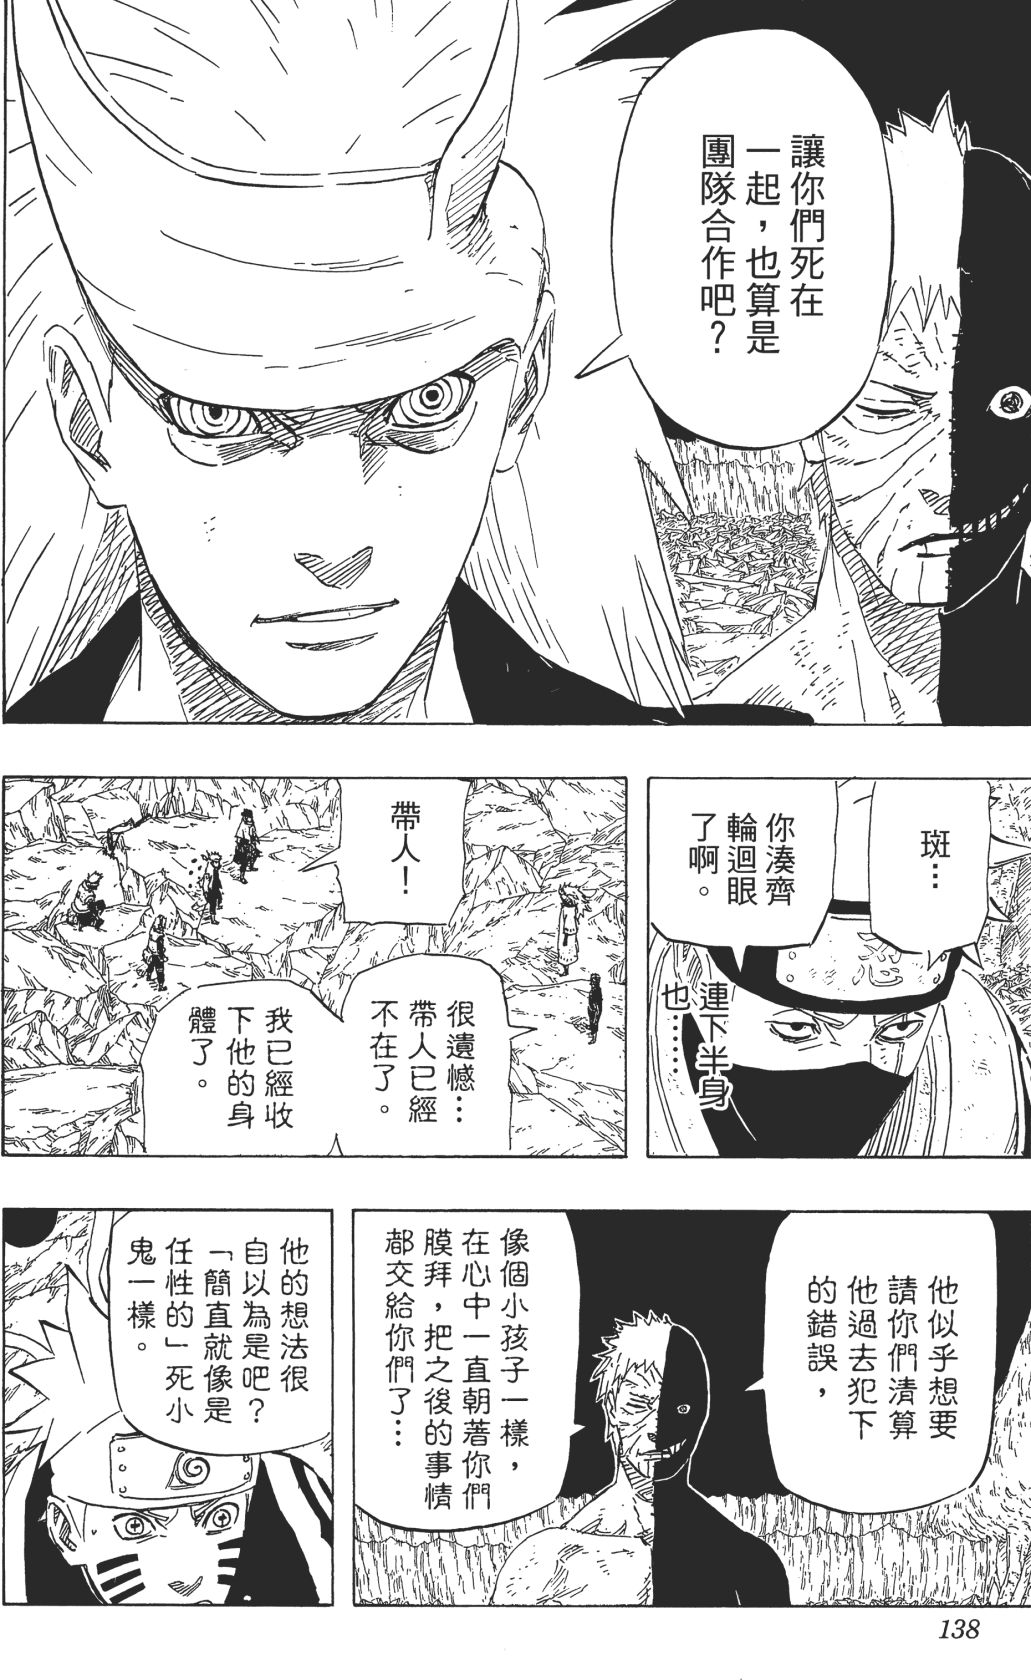 讓你們死在
一起，也算是
團隊合作吧？
斑…
你湊齊
輪迴眼
了啊。
連下半身
也……
帶人！
很遺憾…
帶人已經
不在了。
我已經收
下他的身
體了。
他似乎想要
請你們清算
他過去犯下
的錯誤，
像個小孩子一樣，
在心中一直朝著你們
膜拜，把之後的事情
都交給你們了…
他的想法很
自以為是吧？
「簡直就像是
任性的」死小
鬼一樣。
138